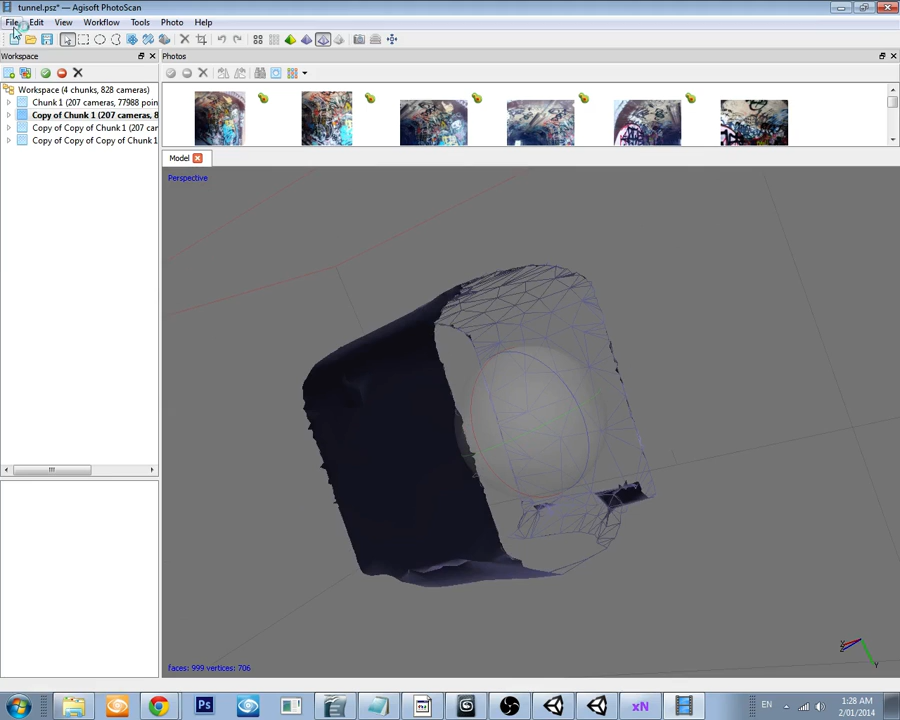 tunnel.psz* — Agisoft PhotoScan
File Edit View Workflow Tools Photo Help
Workspace
Photos
Workspace (4 chunks, 828 cameras)
Chunk 1 (207 cameras, 77988 poin
Copy of Chunk 1 (207 cameras, 8
Copy of Copy of Chunk 1 (207 car
Copy of Copy of Copy of Chunk 1
Model
Perspective
faces: 999 vertices: 706
Y
Ps
xN
EN
1:28 AM
2/01/2014